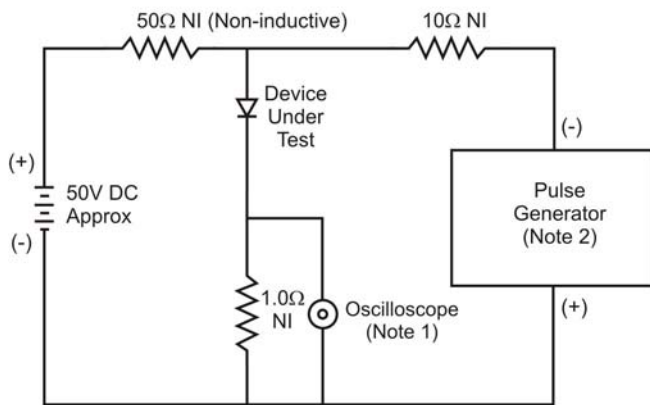 50Ω NI (Non-inductive)
10Ω NI
Device
Under
Test
(-)
(+)
50V DC
Approx
(-)
Pulse
Generator
(Note 2)
1.0Ω
NI
Oscilloscope
(Note 1)
(+)